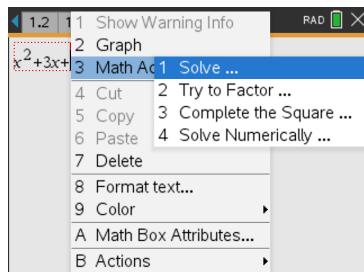 1.2 1 RAD
1 Show Warning Info
2 Graph
x²+3x+
3 Math Ac
1 Solve ...
2 Try to Factor ...
3 Complete the Square ...
4 Solve Numerically ...
4 Cut
5 Copy
6 Paste
7 Delete
8 Format text...
9 Color
A Math Box Attributes...
B Actions